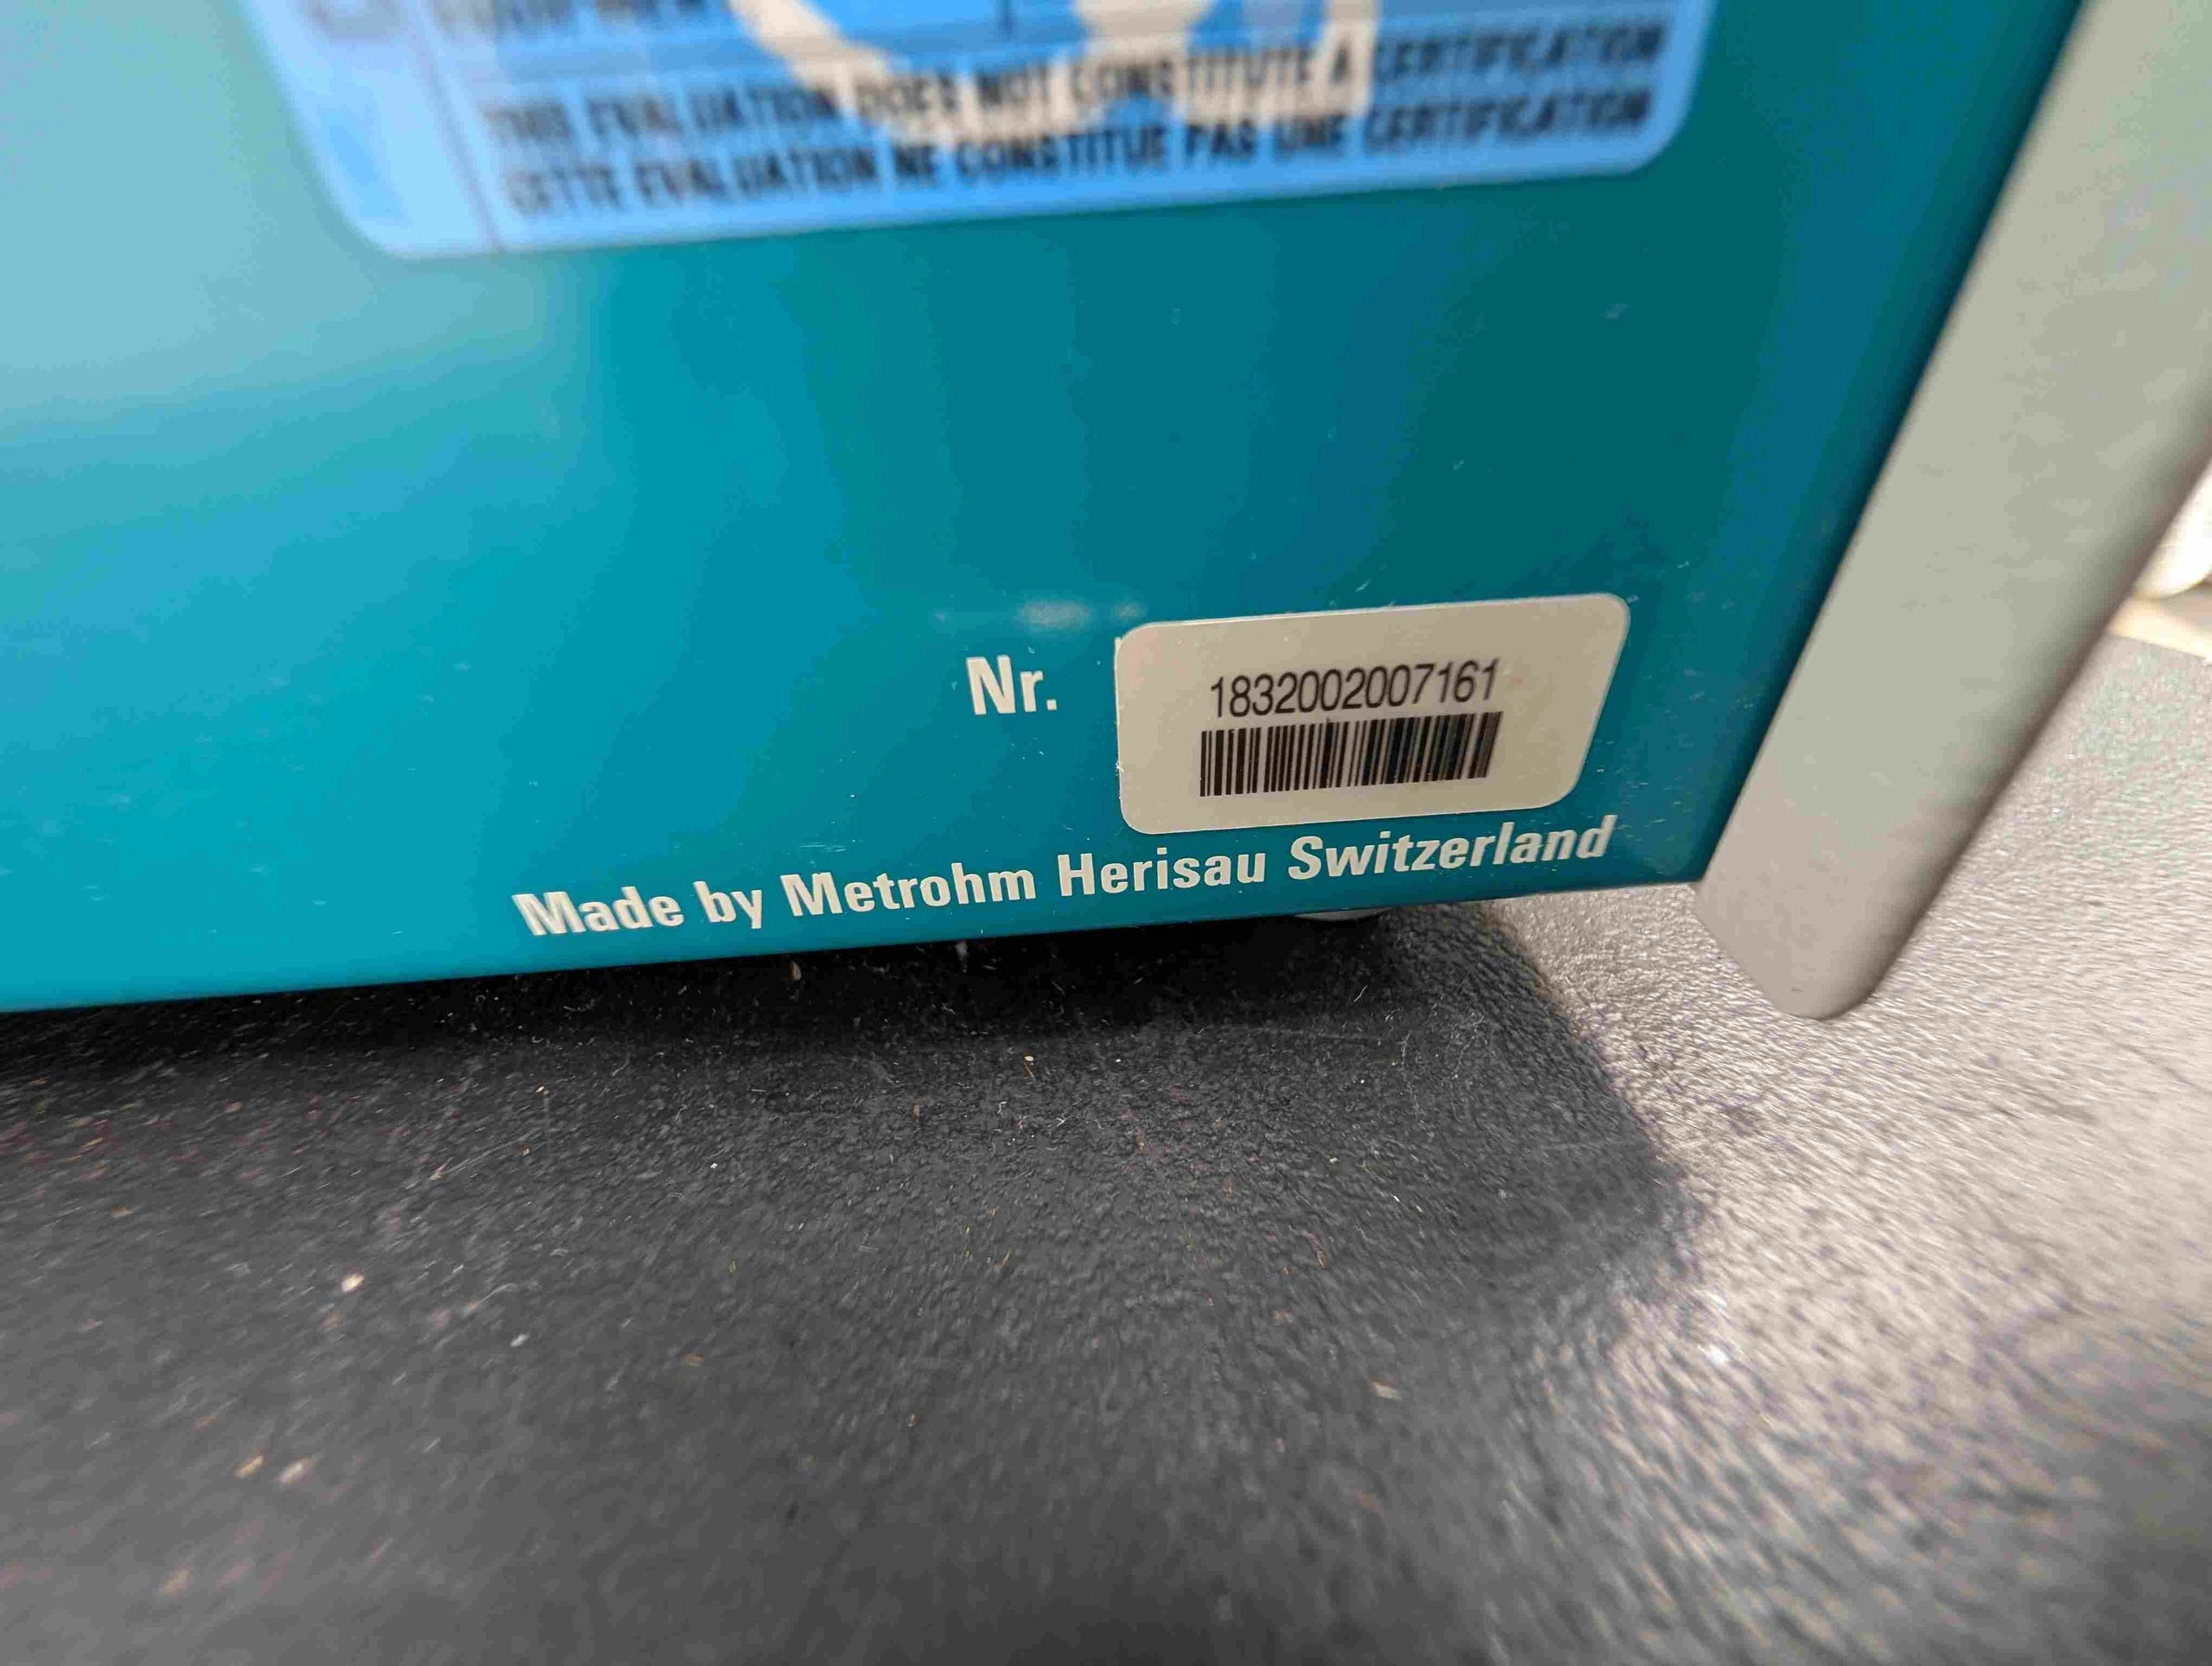 THIS EVALUATION DOES NOT CONSTITUTE A CERTIFICATION
CETTE EVALUATION NE CONSTITUE PAS UNE CERTIFICATION
Nr.
1832002007161
Made by Metrohm Herisau Switzerland